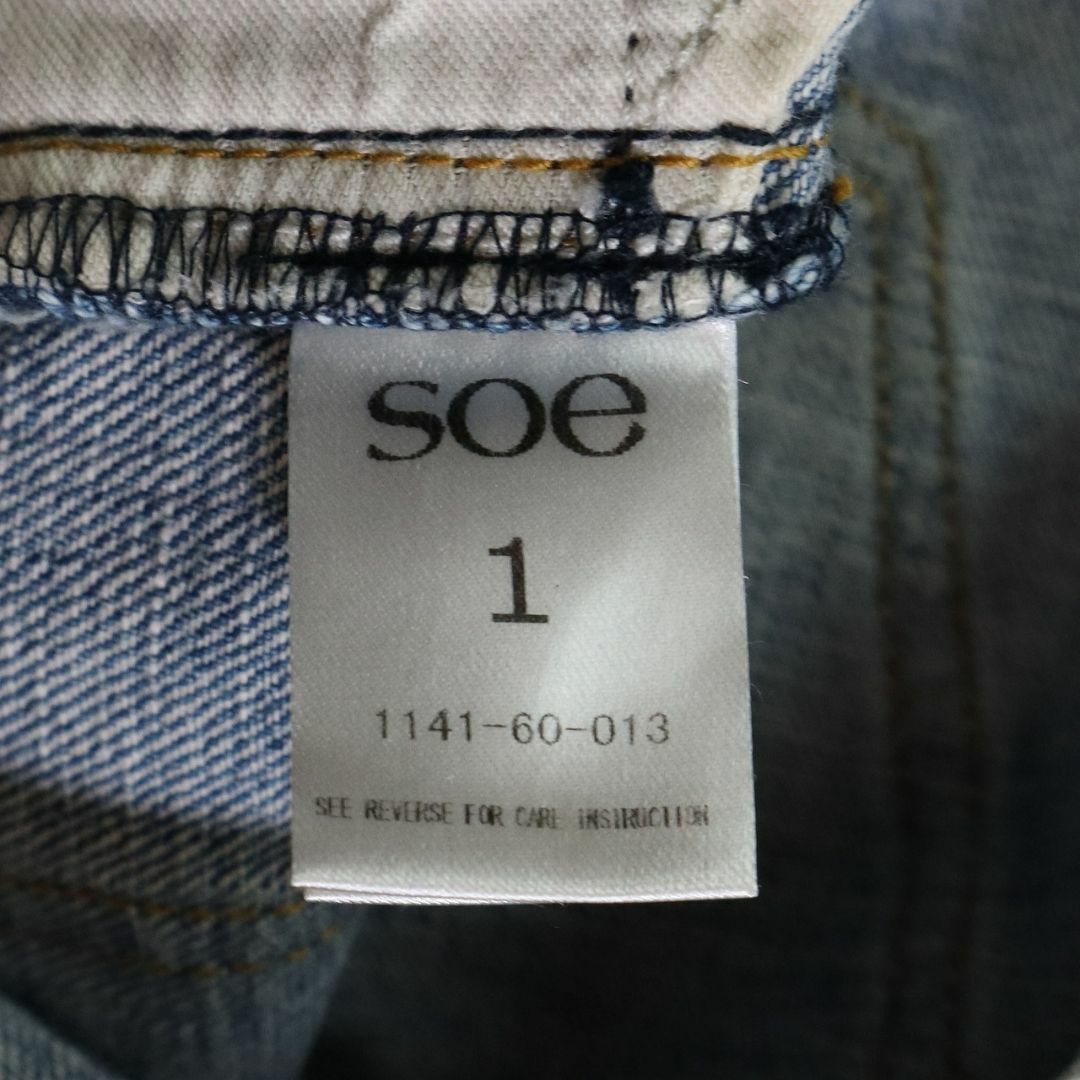 soe
1
1141-60-013
SEE REVERSE FOR CARE INSTRUCTION